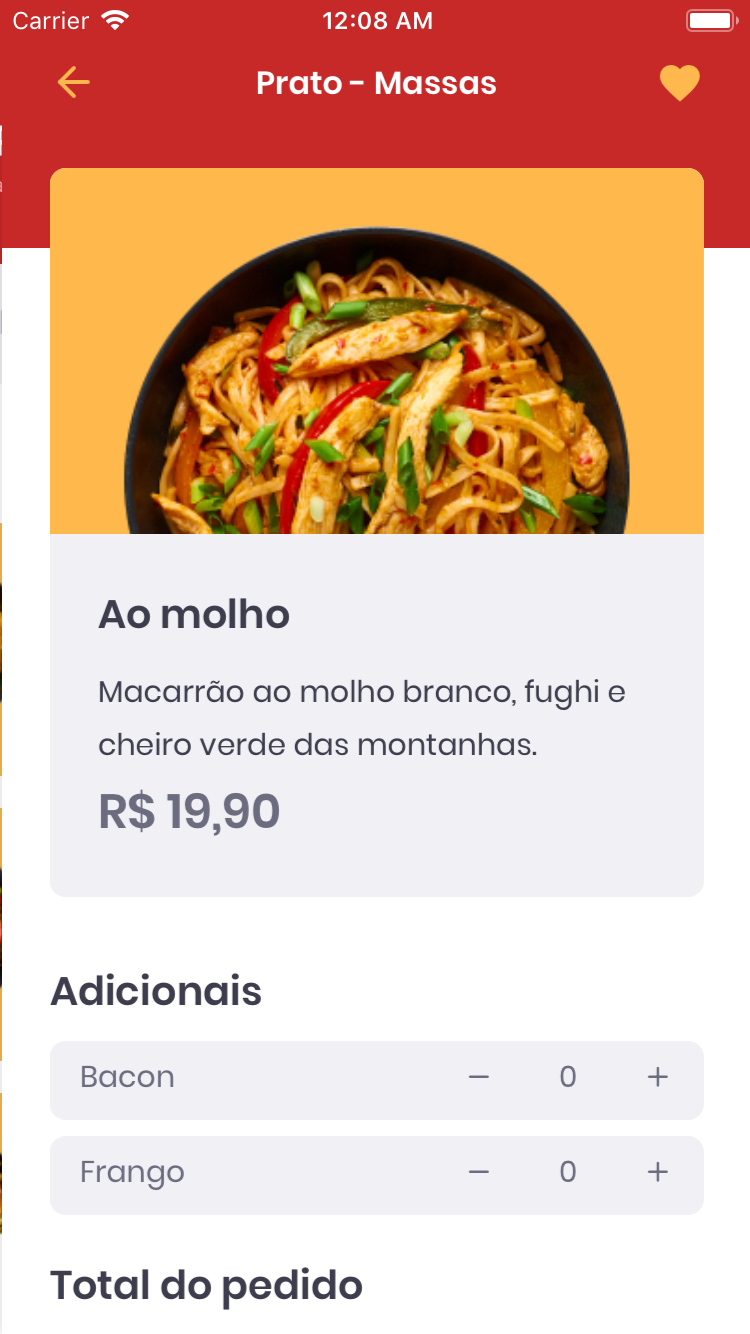 Carrier 12:08 AM
Prato - Massas
Ao molho
Macarrão ao molho branco, fughi e
cheiro verde das montanhas.
R$ 19,90
Adicionais
Bacon − 0 +
Frango − 0 +
Total do pedido